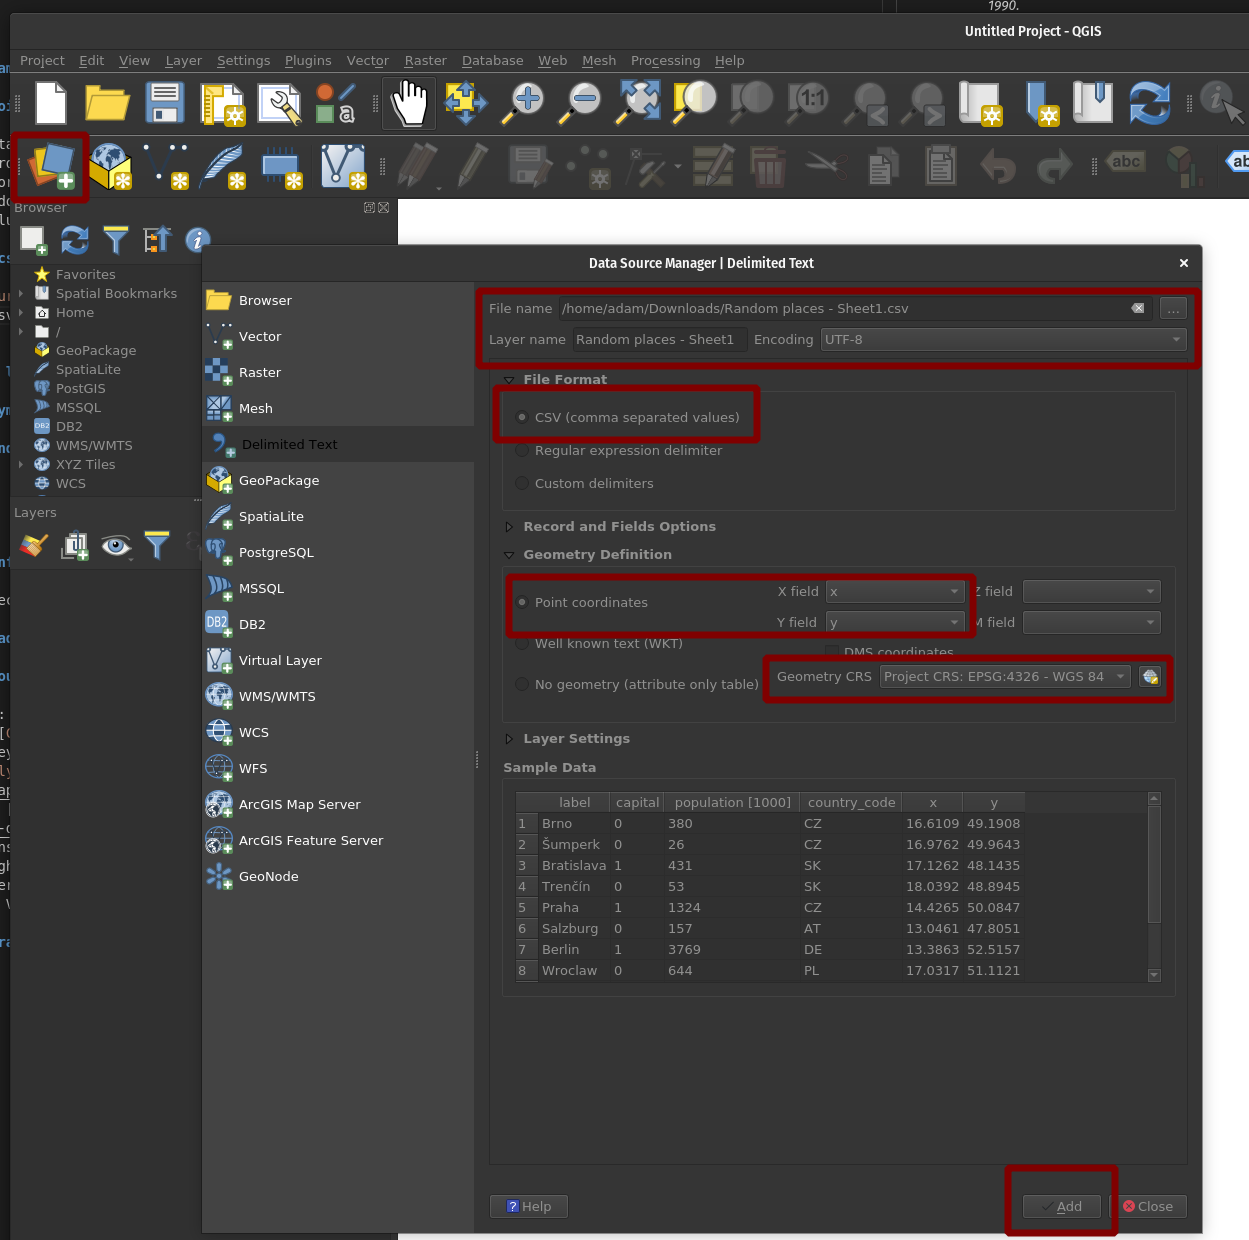 1990.
Untitled Project - QGIS
Project Edit View Layer Settings Plugins Vector Raster Database Web Mesh Processing Help
1:1
a
abc
ab
Browser
Favorites
Spatial Bookmarks
Home
/
GeoPackage
SpatiaLite
PostGIS
MSSQL
DB2 DB2
WMS/WMTS
XYZ Tiles
WCS
Layers
Data Source Manager | Delimited Text
Browser
Vector
Raster
Mesh
Delimited Text
GeoPackage
SpatiaLite
PostgreSQL
MSSQL
DB2 DB2
Virtual Layer
WMS/WMTS
WCS
WFS
ArcGIS Map Server
ArcGIS Feature Server
GeoNode
File name /home/adam/Downloads/Random places - Sheet1.csv ...
Layer name Random places - Sheet1 Encoding UTF-8
File Format
CSV (comma separated values)
Regular expression delimiter
Custom delimiters
Record and Fields Options
Geometry Definition
Point coordinates
X field x Z field
Y field y M field
Well known text (WKT)
DMS coordinates
No geometry (attribute only table)
Geometry CRS Project CRS: EPSG:4326 - WGS 84
Layer Settings
Sample Data
label capital population [1000] country_code x y
1 Brno 0 380 CZ 16.6109 49.1908
2 Šumperk 0 26 CZ 16.9762 49.9643
3 Bratislava 1 431 SK 17.1262 48.1435
4 Trenčín 0 53 SK 18.0392 48.8945
5 Praha 1 1324 CZ 14.4265 50.0847
6 Salzburg 0 157 AT 13.0461 47.8051
7 Berlin 1 3769 DE 13.3863 52.5157
8 Wroclaw 0 644 PL 17.0317 51.1121
Help Add Close